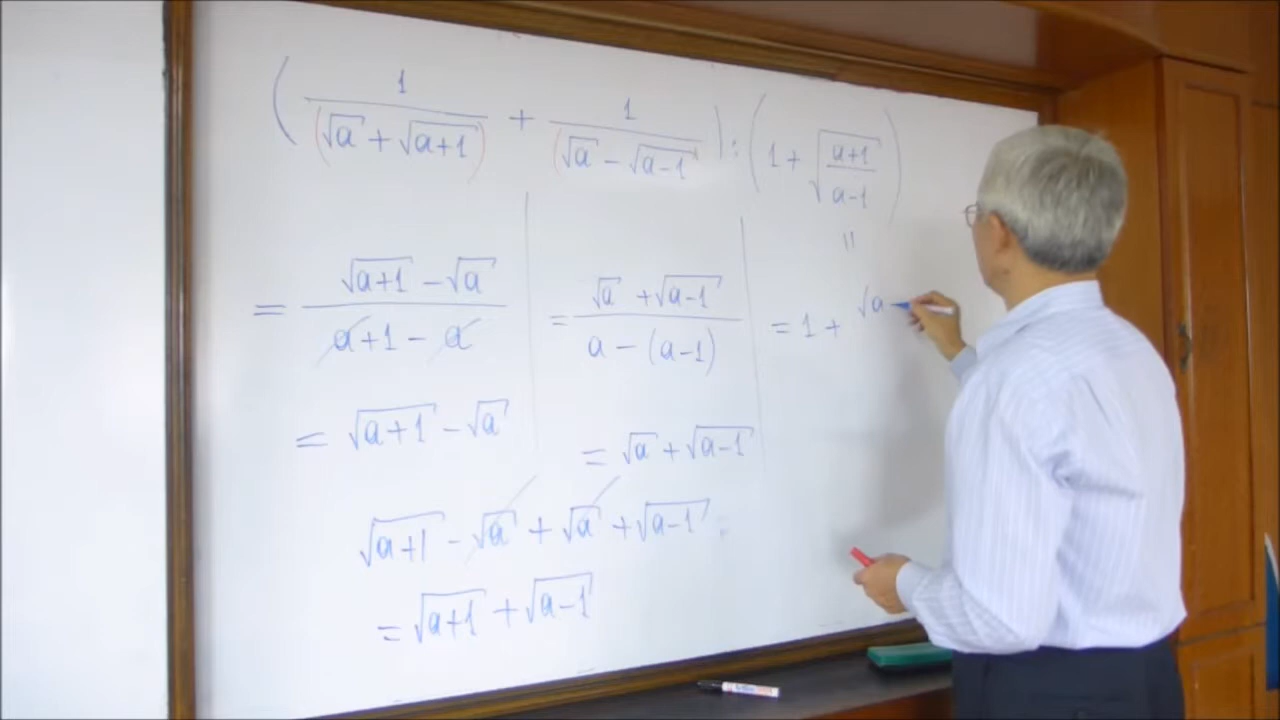 ( 1/(√a + √(a+1)) + 1/(√a − √(a-1)) ) : ( 1 + √((a+1)/(a-1)) )
=
= (√(a+1) − √a)/(a+1 − a)
= (√a + √(a-1))/(a − (a-1))
= 1 + √a
= √(a+1) − √a
= √a + √(a-1)
√(a+1) − √a + √a + √(a-1)
= √(a+1) + √(a-1)